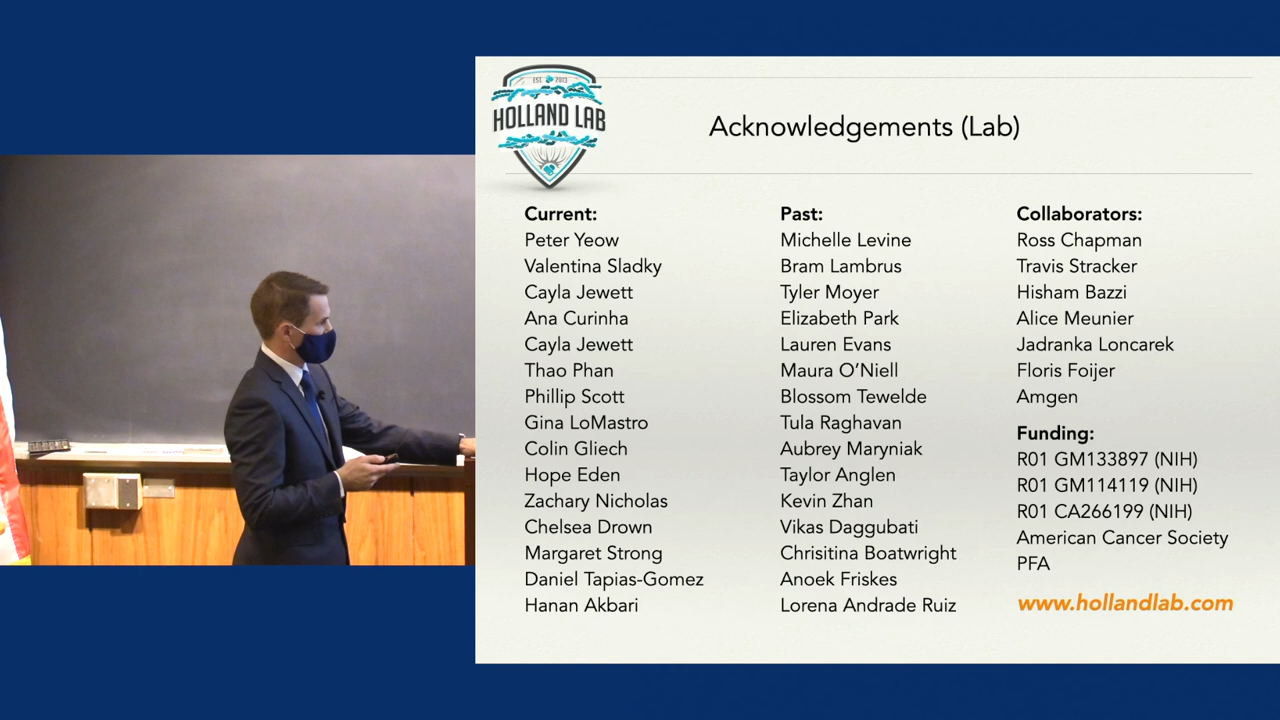 EST. 2013
HOLLAND LAB
Acknowledgements (Lab)
Current:
Peter Yeow
Valentina Sladky
Cayla Jewett
Ana Curinha
Cayla Jewett
Thao Phan
Phillip Scott
Gina LoMastro
Colin Gliech
Hope Eden
Zachary Nicholas
Chelsea Drown
Margaret Strong
Daniel Tapias-Gomez
Hanan Akbari
Past:
Michelle Levine
Bram Lambrus
Tyler Moyer
Elizabeth Park
Lauren Evans
Maura O’Niell
Blossom Tewelde
Tula Raghavan
Aubrey Maryniak
Taylor Anglen
Kevin Zhan
Vikas Daggubati
Chrisitina Boatwright
Anoek Friskes
Lorena Andrade Ruiz
Collaborators:
Ross Chapman
Travis Stracker
Hisham Bazzi
Alice Meunier
Jadranka Loncarek
Floris Foijer
Amgen
Funding:
R01 GM133897 (NIH)
R01 GM114119 (NIH)
R01 CA266199 (NIH)
American Cancer Society
PFA
www.hollandlab.com